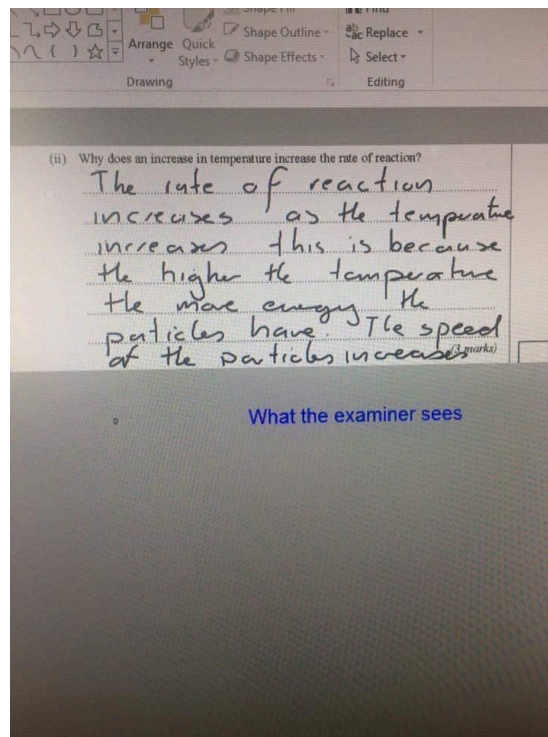 Shape Fill
Find
Shape Outline
Replace
Arrange Quick
Styles
Shape Effects
Select
Drawing
Editing
(ii) Why does an increase in temperature increase the rate of reaction?
The rate of reaction
increases as the temperature
increases this is because
the higher the temperature
the more energy the
particles have. The speed
of the particles increases
(3 marks)
What the examiner sees